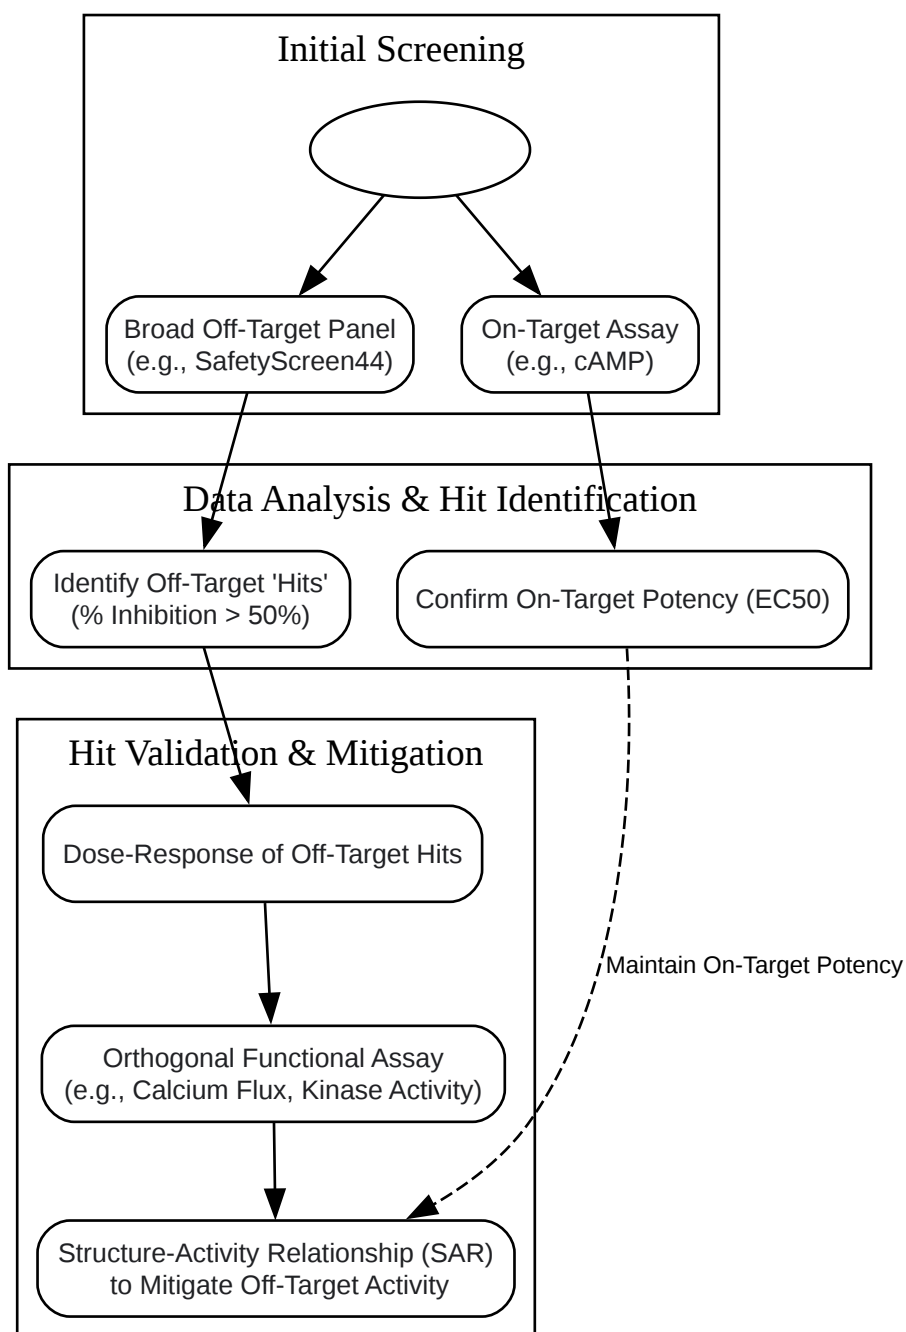 Initial Screening
Broad Off-Target Panel
(e.g., SafetyScreen44)
On-Target Assay
(e.g., cAMP)
Data Analysis & Hit Identification
Identify Off-Target 'Hits'
(% Inhibition > 50%)
Confirm On-Target Potency (EC50)
Hit Validation & Mitigation
Dose-Response of Off-Target Hits
Maintain On-Target Potency
Orthogonal Functional Assay
(e.g., Calcium Flux, Kinase Activity)
Structure-Activity Relationship (SAR)
to Mitigate Off-Target Activity